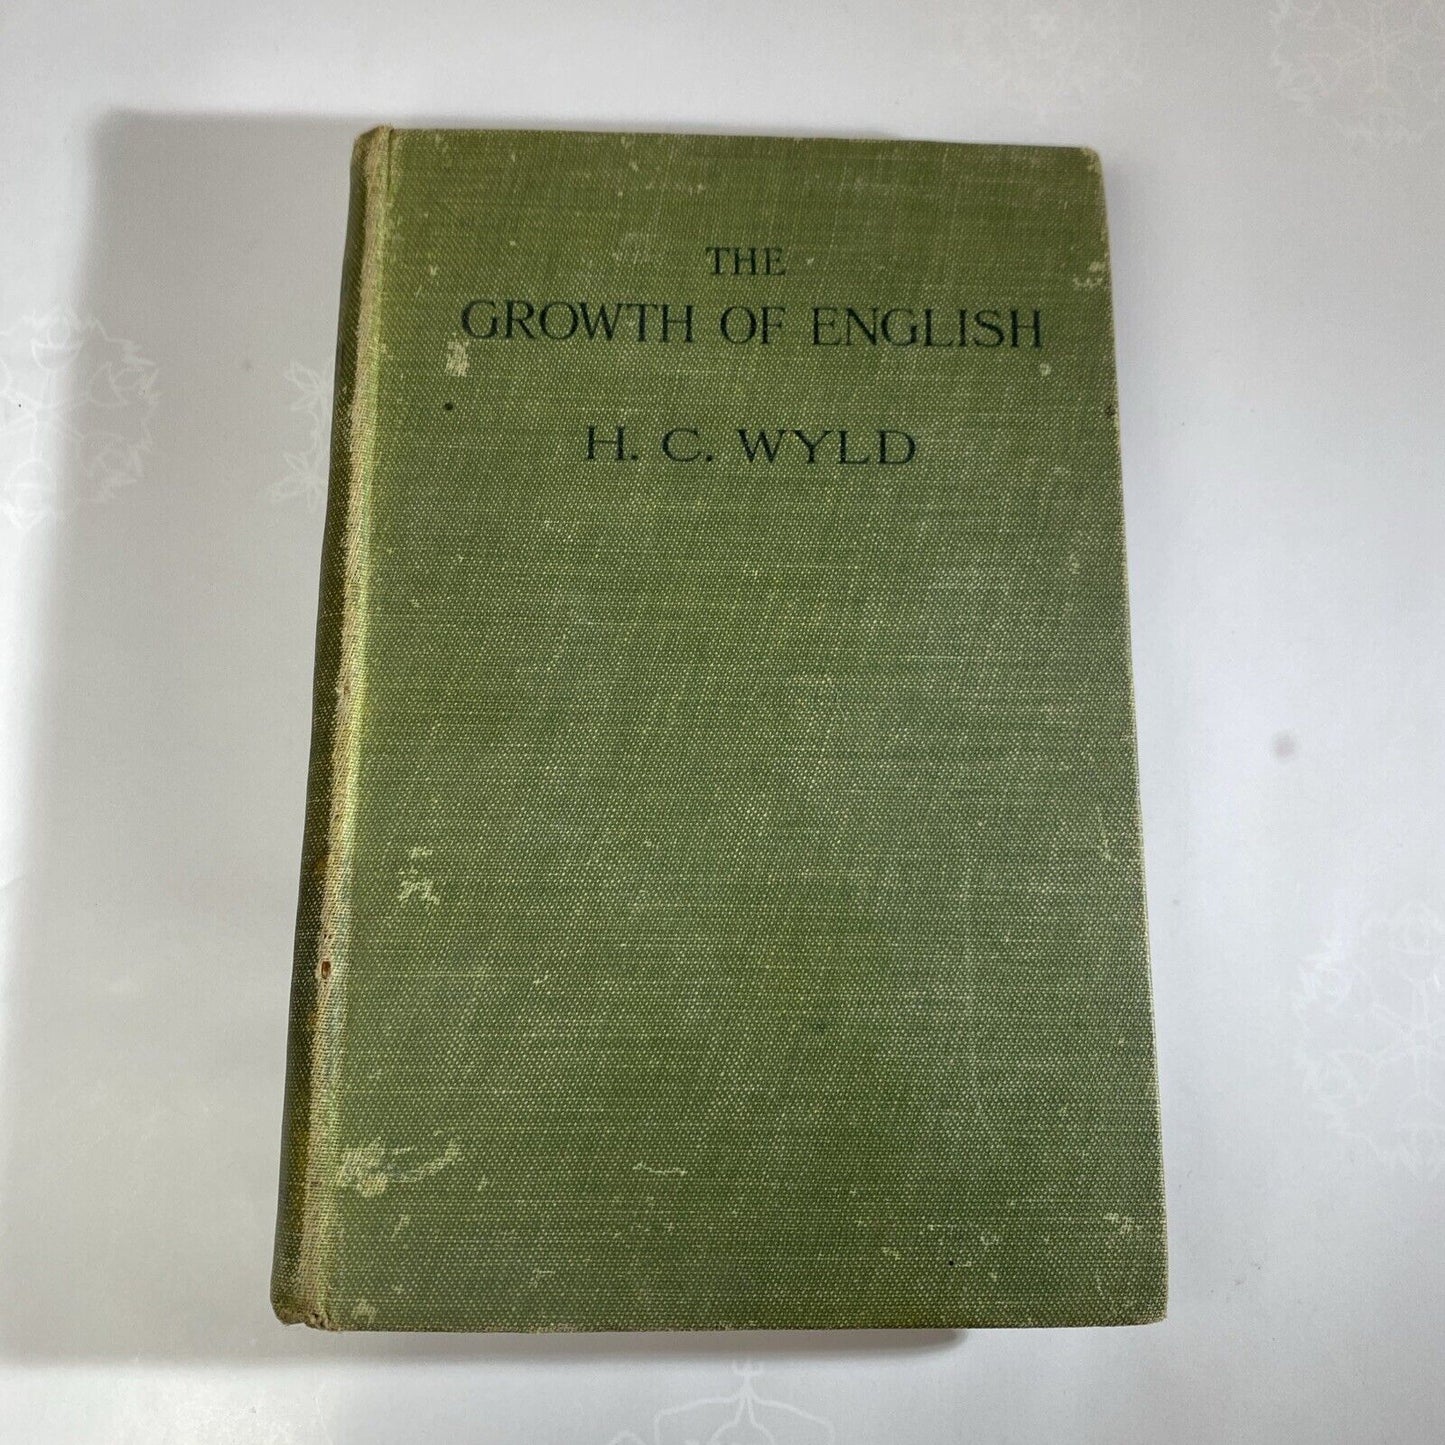 THE
GROWTH OF ENGLISH
H. C. WYLD